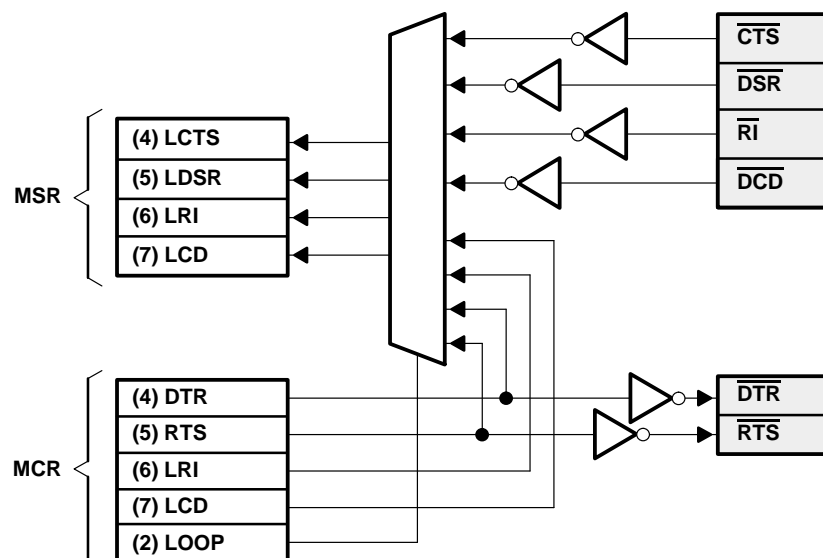 CTS
DSR
RI
DCD
MSR
(4) LCTS
(5) LDSR
(6) LRI
(7) LCD
MCR
(4) DTR
(5) RTS
(6) LRI
(7) LCD
(2) LOOP
DTR
RTS